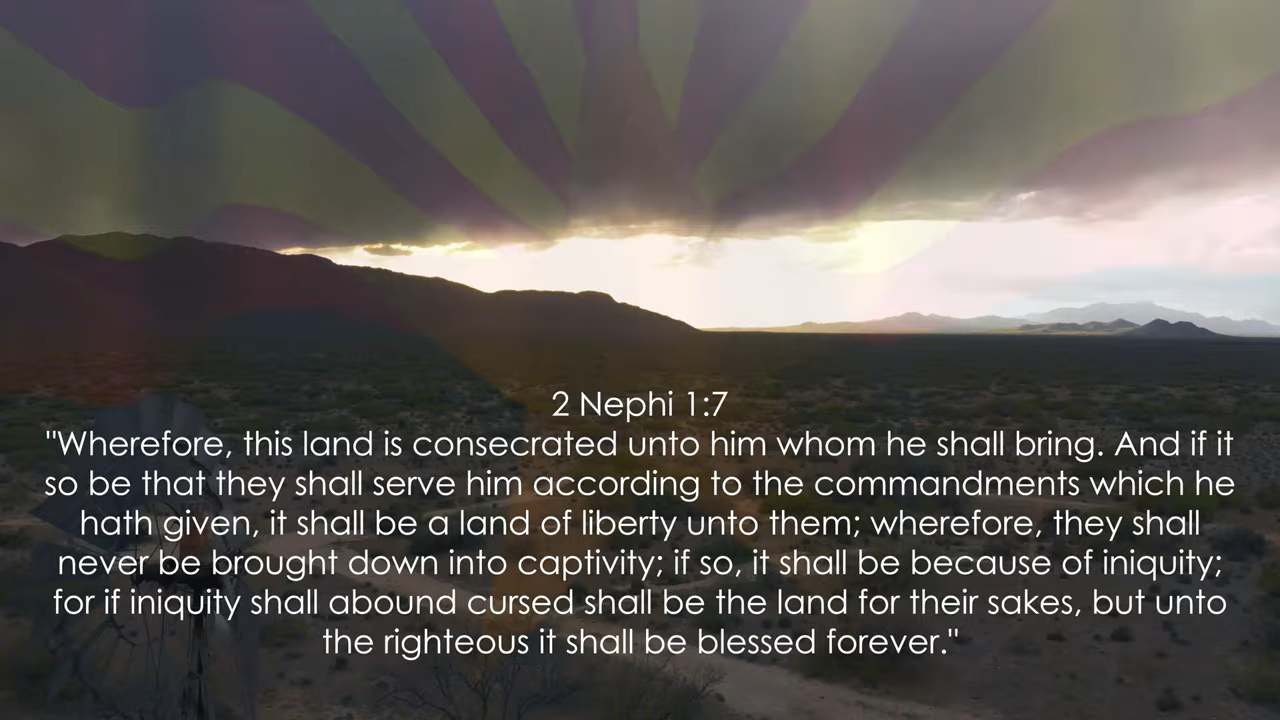 2 Nephi 1:7
"Wherefore, this land is consecrated unto him whom he shall bring. And if it
so be that they shall serve him according to the commandments which he
hath given, it shall be a land of liberty unto them; wherefore, they shall
never be brought down into captivity; if so, it shall be because of iniquity;
for if iniquity shall abound cursed shall be the land for their sakes, but unto
the righteous it shall be blessed forever."